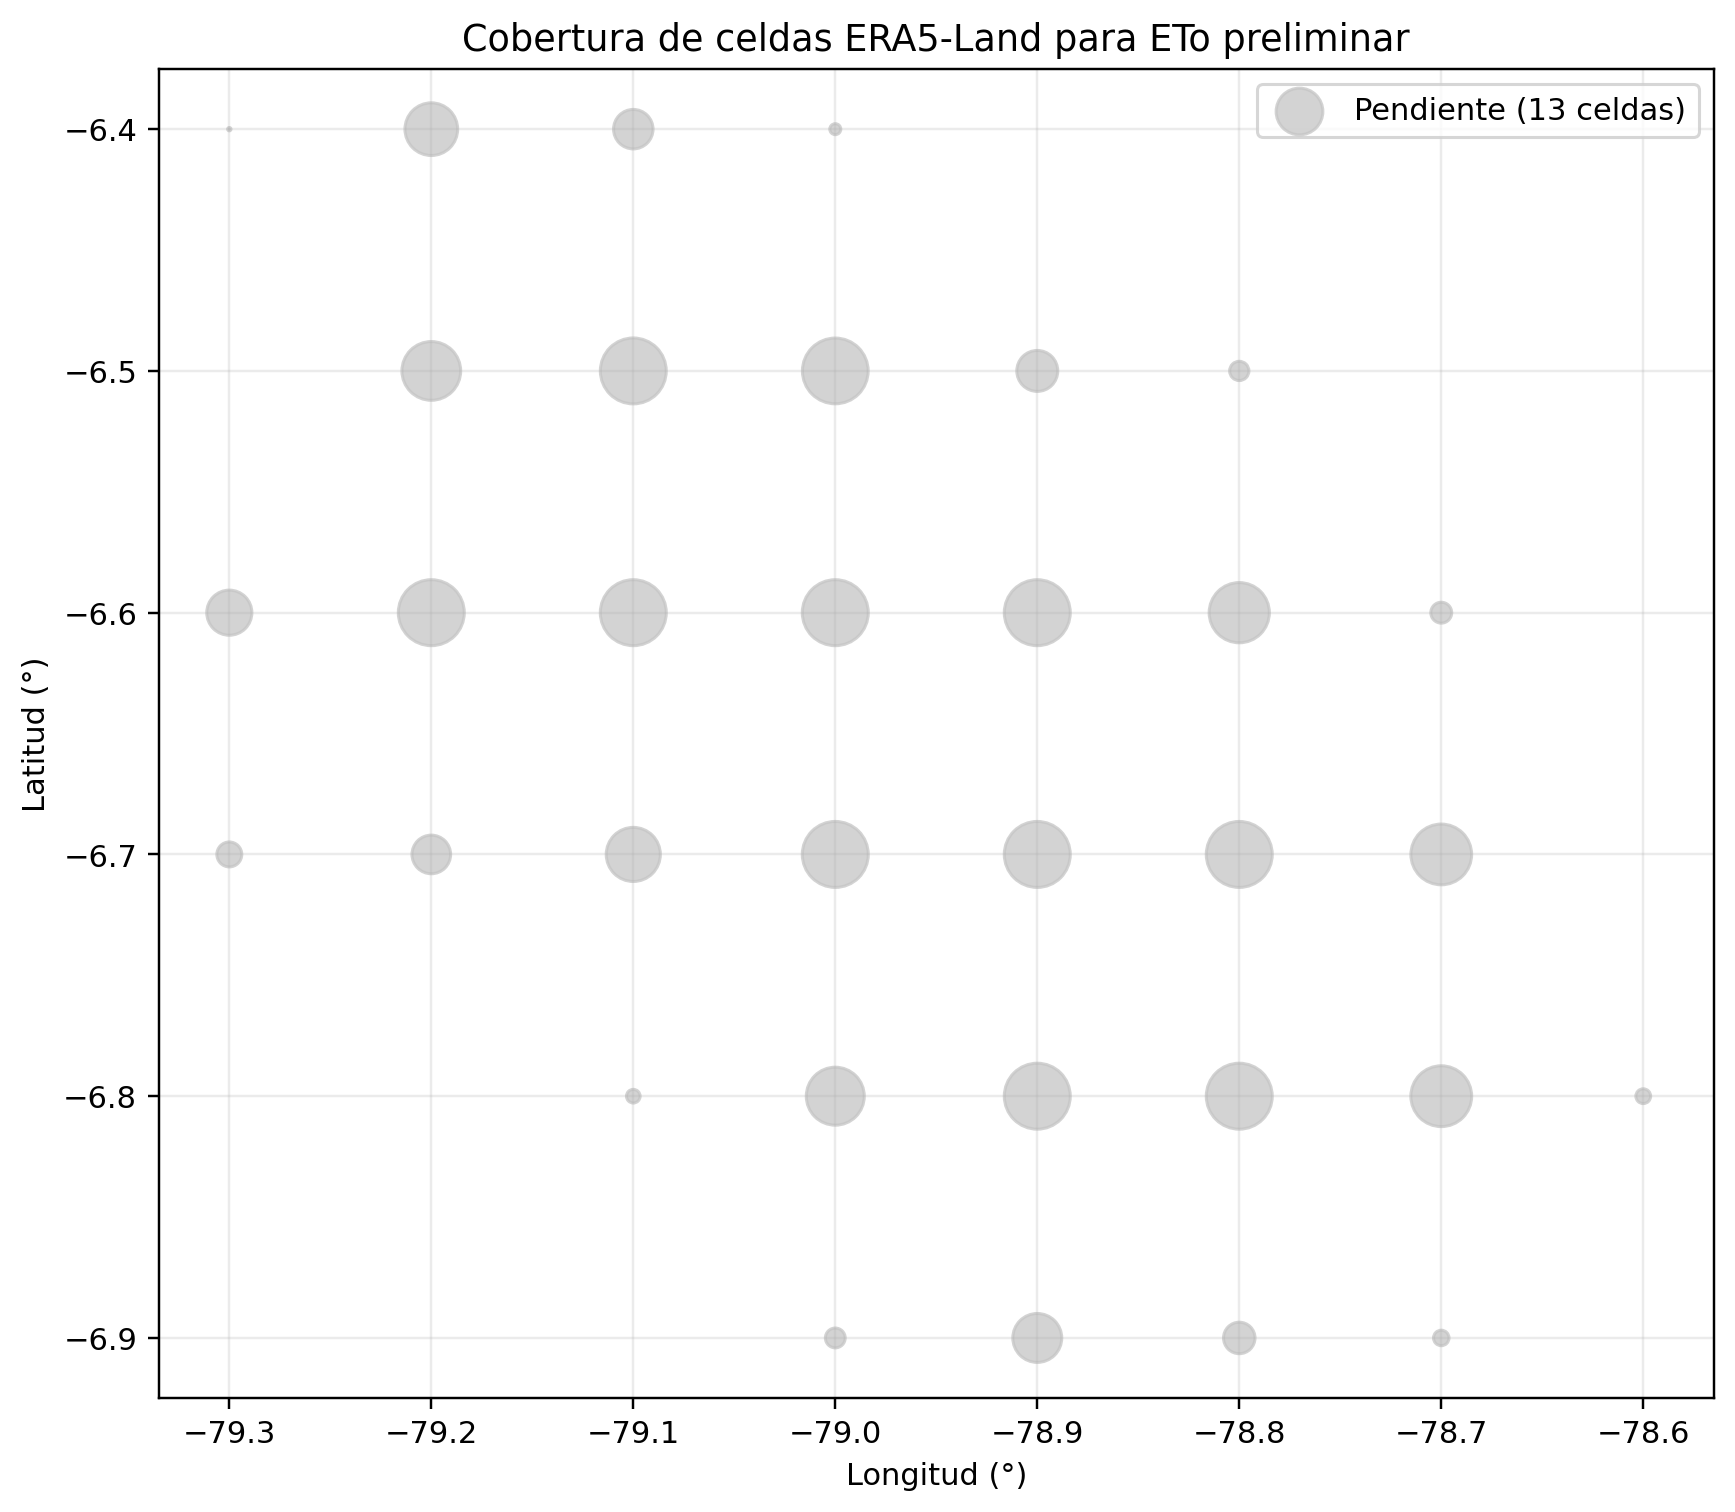 Cobertura de celdas ERA5-Land para ETo preliminar
Pendiente (13 celdas)
−6.4
−6.5
−6.6
−6.7
−6.8
−6.9
Latitud (°)
−79.3 −79.2 −79.1 −79.0 −78.9 −78.8 −78.7 −78.6
Longitud (°)